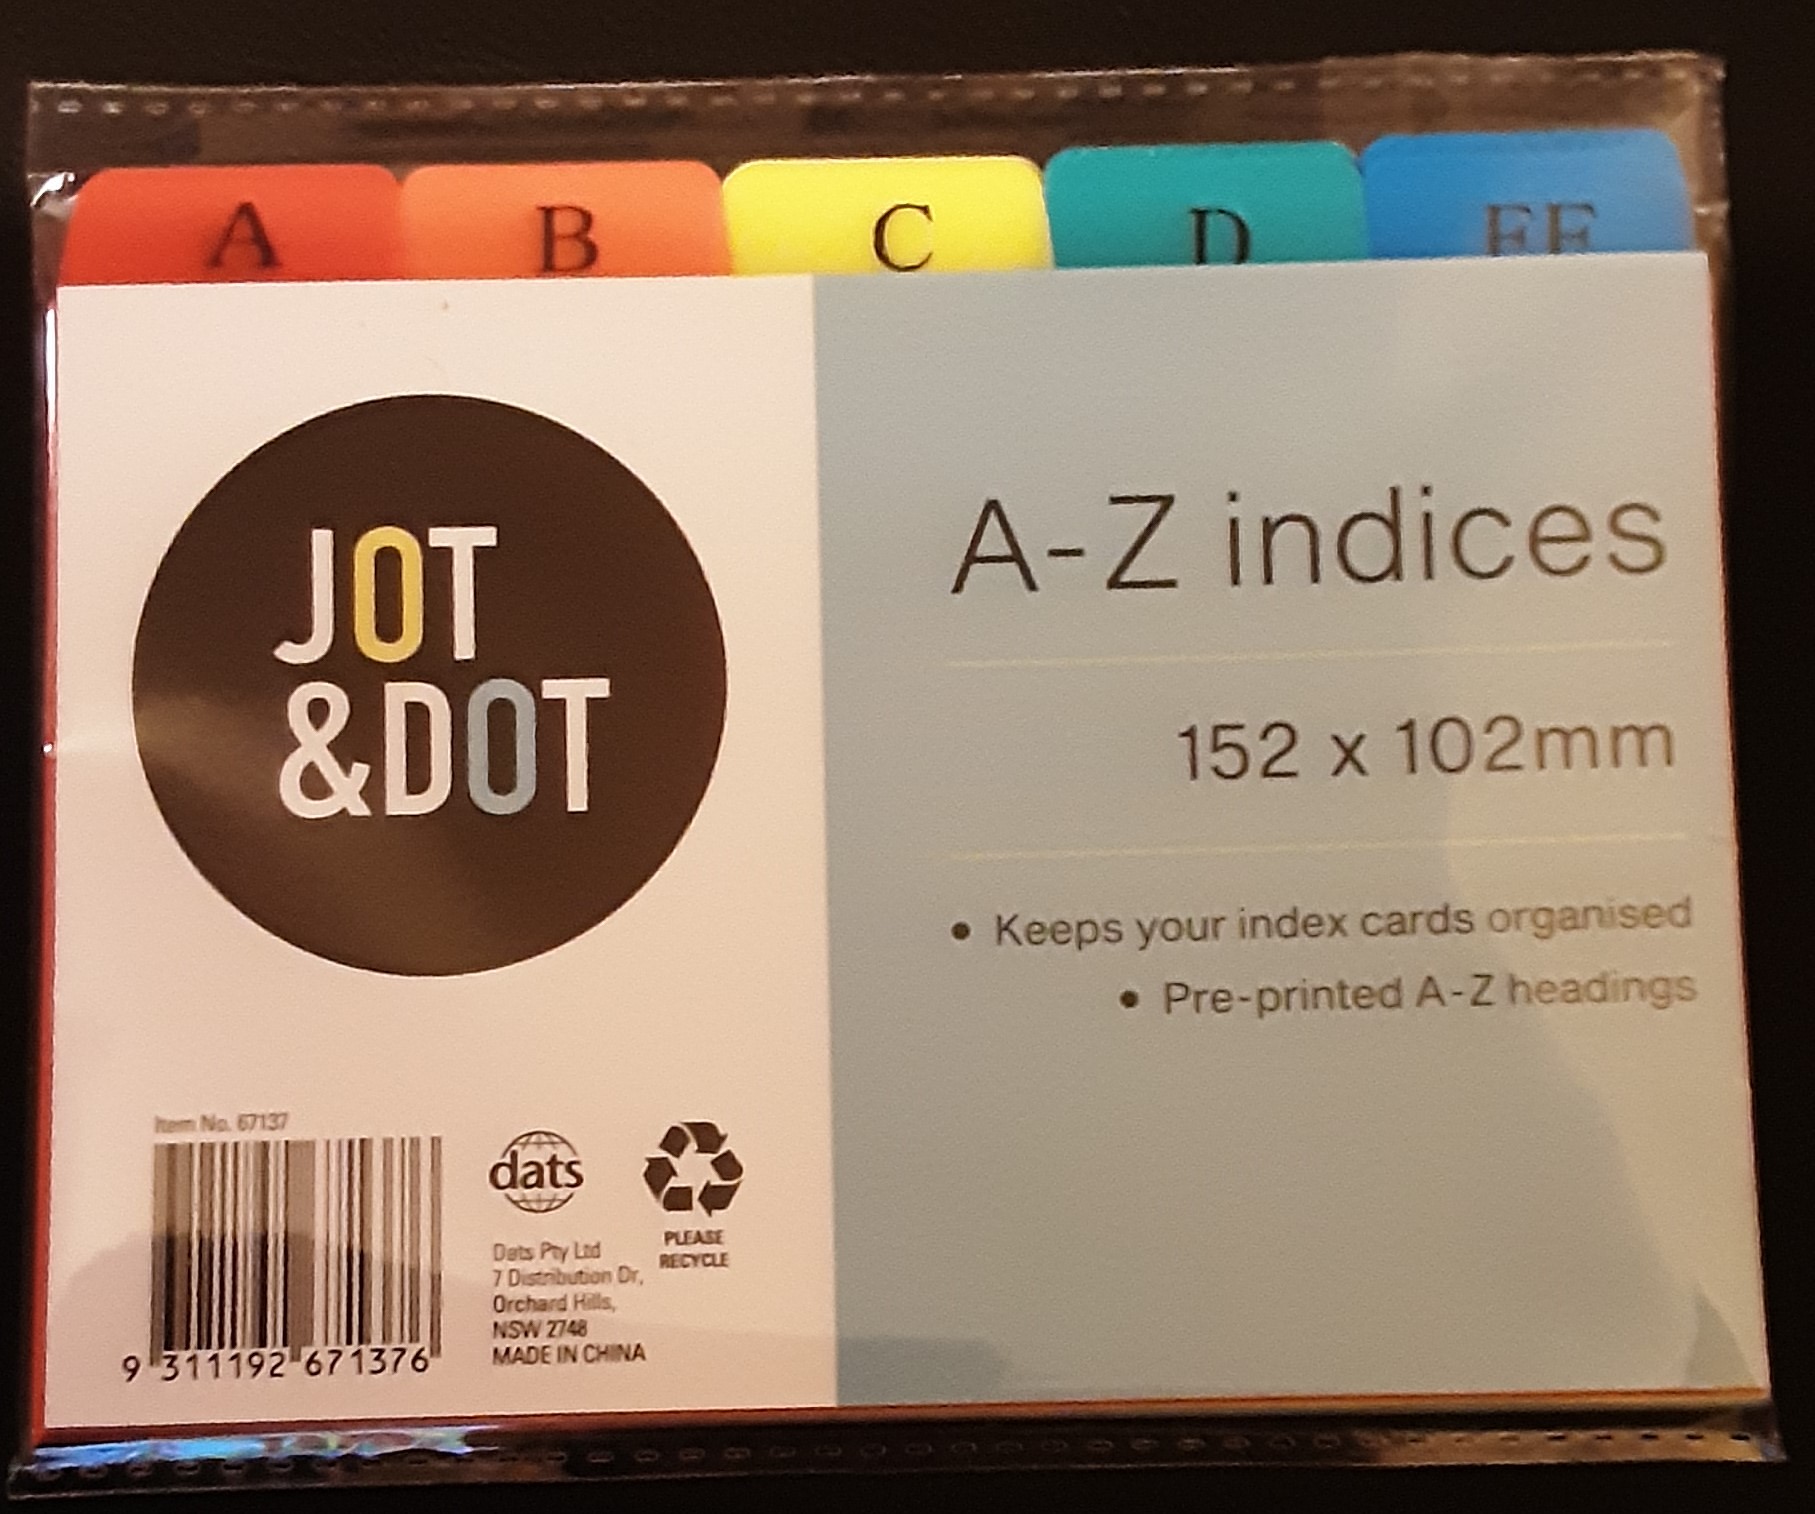 A B C D EF
JOT
&DOT
A-Z indices
152 x 102mm
• Keeps your index cards organised
• Pre-printed A-Z headings
Item No. 67137
9 311192 671376
dats
Dats Pty Ltd
7 Distribution Dr,
Orchard Hills,
NSW 2748
MADE IN CHINA
PLEASE
RECYCLE